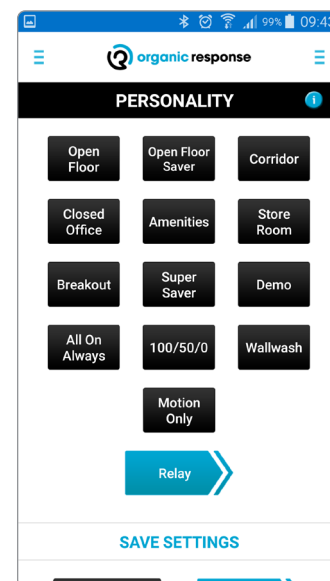 99% 09:43
organic response
PERSONALITY
i
Open
Floor
Open Floor
Saver
Corridor
Closed
Office
Amenities
Store
Room
Breakout
Super
Saver
Demo
All On
Always
100/50/0
Wallwash
Motion
Only
Relay
SAVE SETTINGS